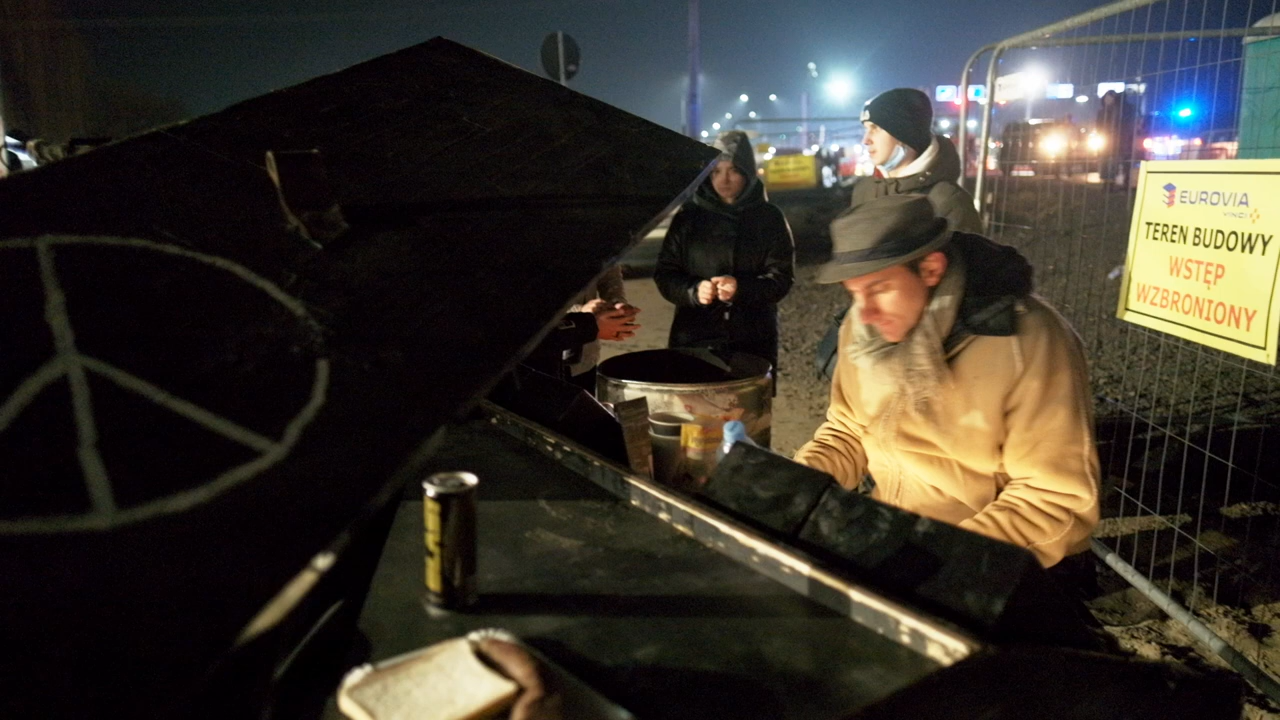 EUROVIA
VINCI
TEREN BUDOWY
WSTĘP
WZBRONIONY